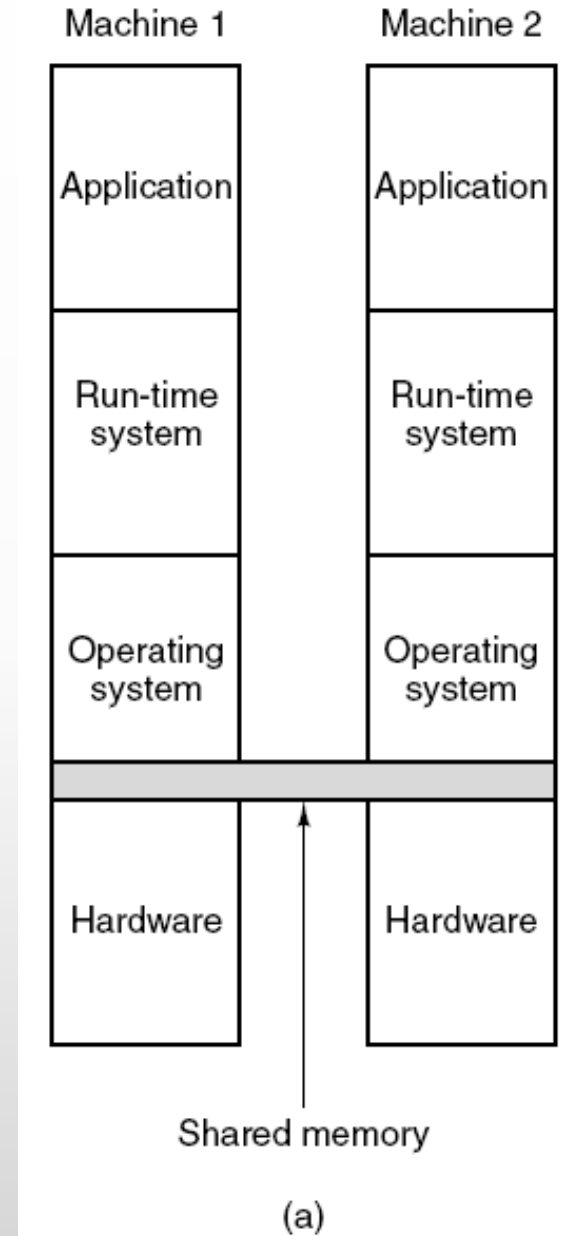 Machine 1
Machine 2
Application
Application
Run-time
system
Run-time
system
Operating
system
Operating
system
Hardware
Hardware
Shared memory
(a)